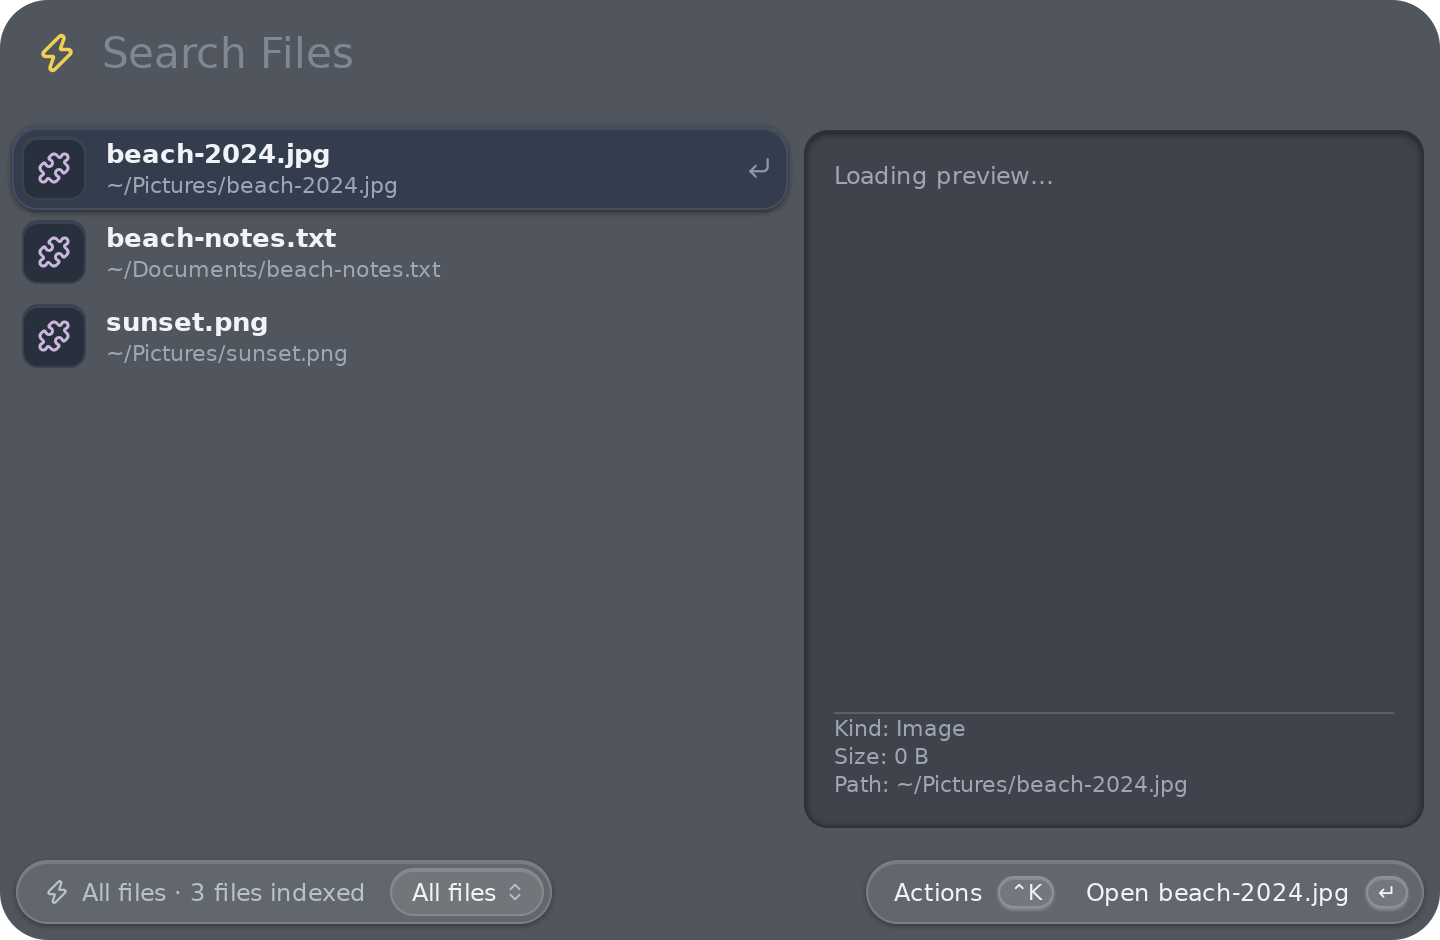 Search Files
beach-2024.jpg
~/Pictures/beach-2024.jpg
beach-notes.txt
~/Documents/beach-notes.txt
sunset.png
~/Pictures/sunset.png
Loading preview...
Kind: Image
Size: 0 B
Path: ~/Pictures/beach-2024.jpg
All files · 3 files indexed
All files
Actions ^K
Open beach-2024.jpg ↵